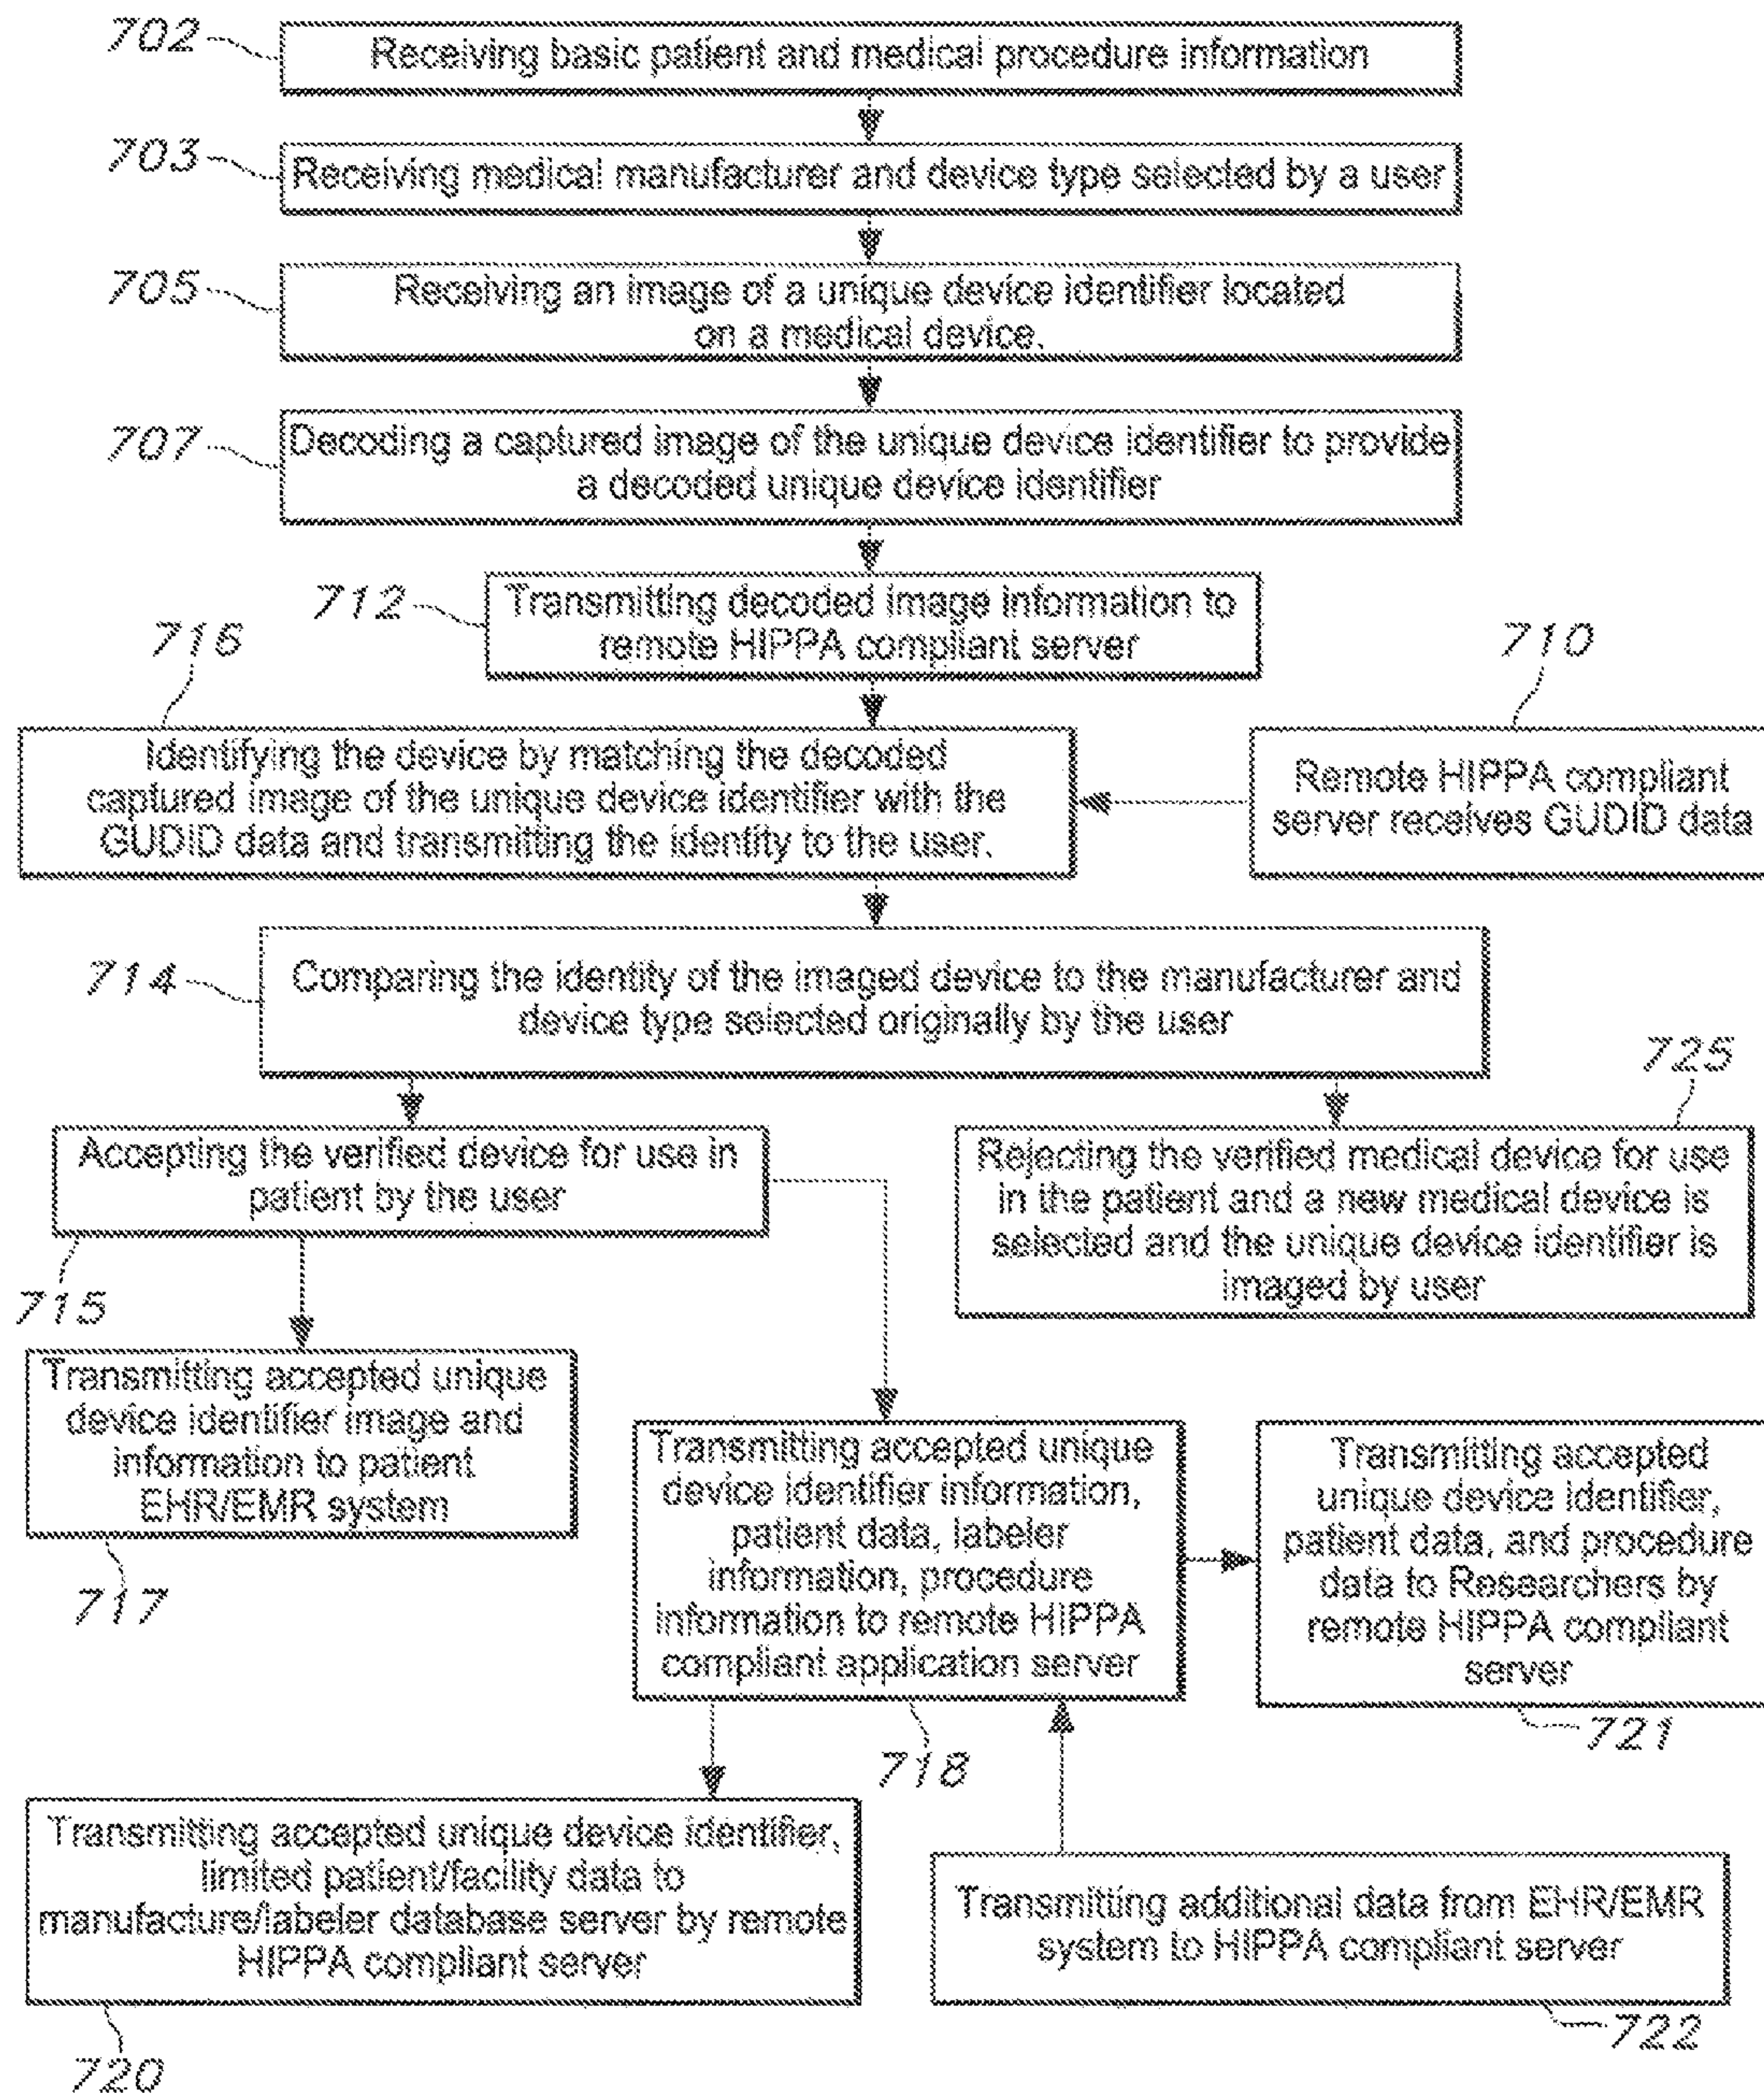 702
Receiving basic patient and medical procedure information
703
Receiving medical manufacturer and device type selected by a user
705
Receiving an image of a unique device identifier located
on a medical device.
707
Decoding a captured image of the unique device identifier to provide
a decoded unique device identifier
712
Transmitting decoded image information to
remote HIPPA compliant server
716
Identifying the device by matching the decoded
captured image of the unique device identifier with the
GUDID data and transmitting the identity to the user.
710
Remote HIPPA compliant
server receives GUDID data
714
Comparing the identity of the imaged device to the manufacturer and
device type selected originally by the user
Accepting the verified device for use in
patient by the user
715
725
Rejecting the verified medical device for use
in the patient and a new medical device is
selected and the unique device identifier is
imaged by user
Transmitting accepted unique
device identifier image and
information to patient
EHR/EMR system
717
Transmitting accepted unique
device identifier information,
patient data, labeler
information, procedure
information to remote HIPPA
compliant application server
718
Transmitting accepted
unique device identifier,
patient data, and procedure
data to Researchers by
remote HIPPA compliant
server
721
Transmitting accepted unique device identifier,
limited patient/facility data to
manufacture/labeler database server by remote
HIPPA compliant server
720
Transmitting additional data from EHR/EMR
system to HIPPA compliant server
722